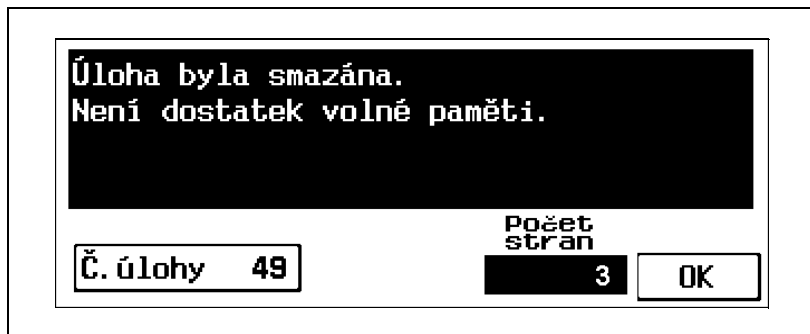 Úloha byla smazána.
Není dostatek volné paměti.
Počet
stran
Č. úlohy 49
3
OK